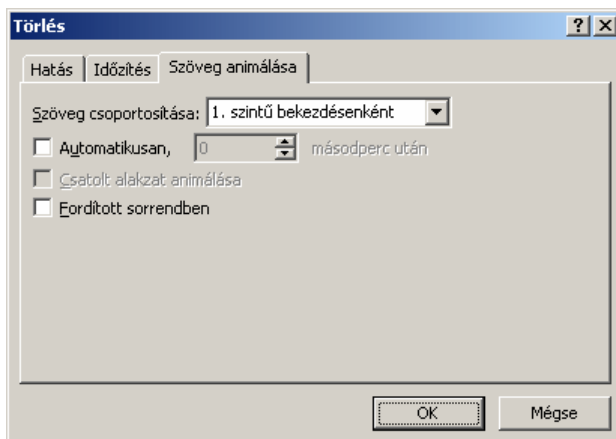 Törlés
Hatás Időzítés Szöveg animálása
Szöveg csoportosítása: 1. szintű bekezdésenként
Automatikusan, 0 másodperc után
Csatolt alakzat animálása
Fordított sorrendben
OK Mégse